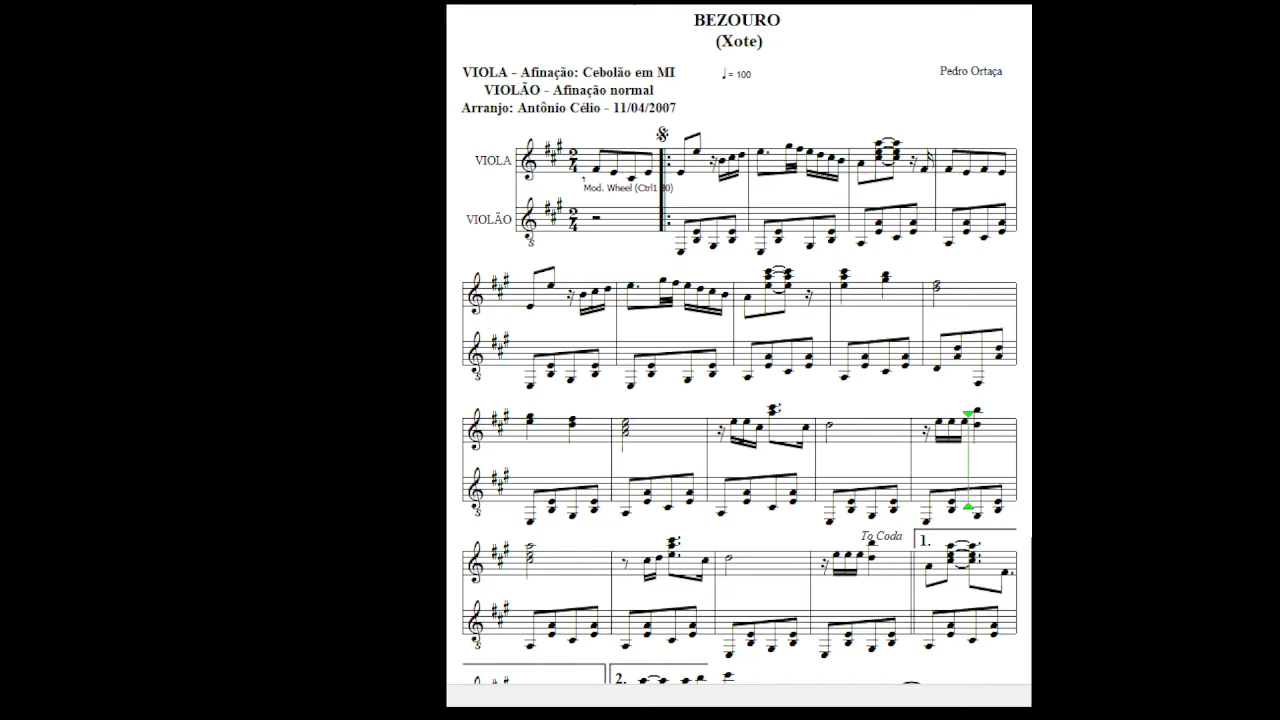 BEZOURO
(Xote)
VIOLA - Afinação: Cebolão em MI
♩ = 100
Pedro Ortaça
VIOLÃO - Afinação normal
Arranjo: Antônio Célio - 11/04/2007
VIOLA
Mod. Wheel (Ctrl1
VIOLÃO
To Coda
1.
2.